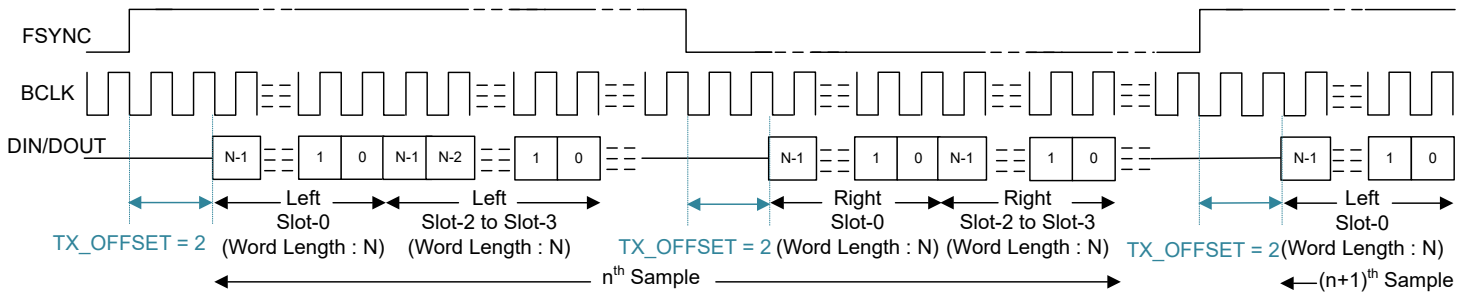 FSYNC
BCLK
DIN/DOUT
N-1 1 0 N-1 N-2 1 0 N-1 1 0 N-1 1 0 N-1 1 0
Left Left Right Right Left
Slot-0 Slot-2 to Slot-3 Slot-0 Slot-2 to Slot-3 Slot-0
TX_OFFSET = 2 (Word Length : N) (Word Length : N) TX_OFFSET = 2 (Word Length : N) (Word Length : N) TX_OFFSET = 2 (Word Length : N)
nth Sample (n+1)th Sample